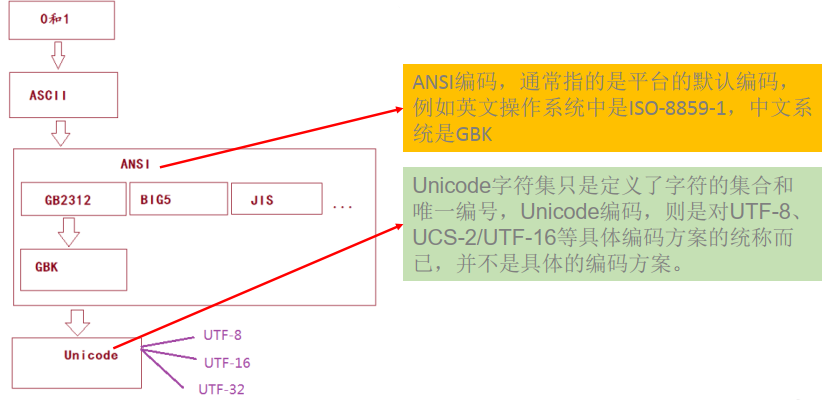 0和1
ASCII
ANSI
GB2312
BIG5
JIS
...
GBK
Unicode
UTF-8
UTF-16
UTF-32
ANSI编码，通常指的是平台的默认编码，
例如英文操作系统中是ISO-8859-1，中文系
统是GBK
Unicode字符集只是定义了字符的集合和
唯一编号，Unicode编码，则是对UTF-8、
UCS-2/UTF-16等具体编码方案的统称而
已，并不是具体的编码方案。